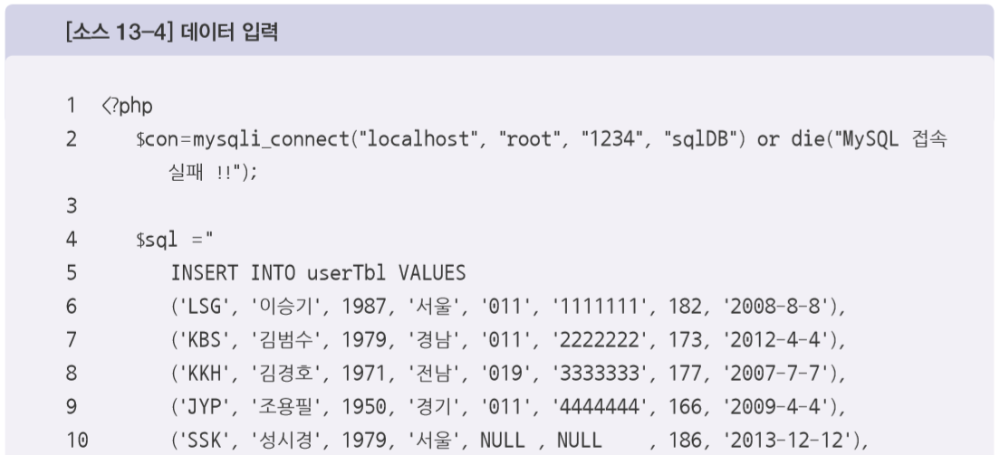 [소스 13-4] 데이터 입력
1 <?php
2 $con=mysqli_connect("localhost", "root", "1234", "sqlDB") or die("MySQL 접속
실패 !!");
3
4 $sql ="
5 INSERT INTO userTbl VALUES
6 ('LSG', '이승기', 1987, '서울', '011', '1111111', 182, '2008-8-8'),
7 ('KBS', '김범수', 1979, '경남', '011', '2222222', 173, '2012-4-4'),
8 ('KKH', '김경호', 1971, '전남', '019', '3333333', 177, '2007-7-7'),
9 ('JYP', '조용필', 1950, '경기', '011', '4444444', 166, '2009-4-4'),
10 ('SSK', '성시경', 1979, '서울', NULL , NULL , 186, '2013-12-12'),